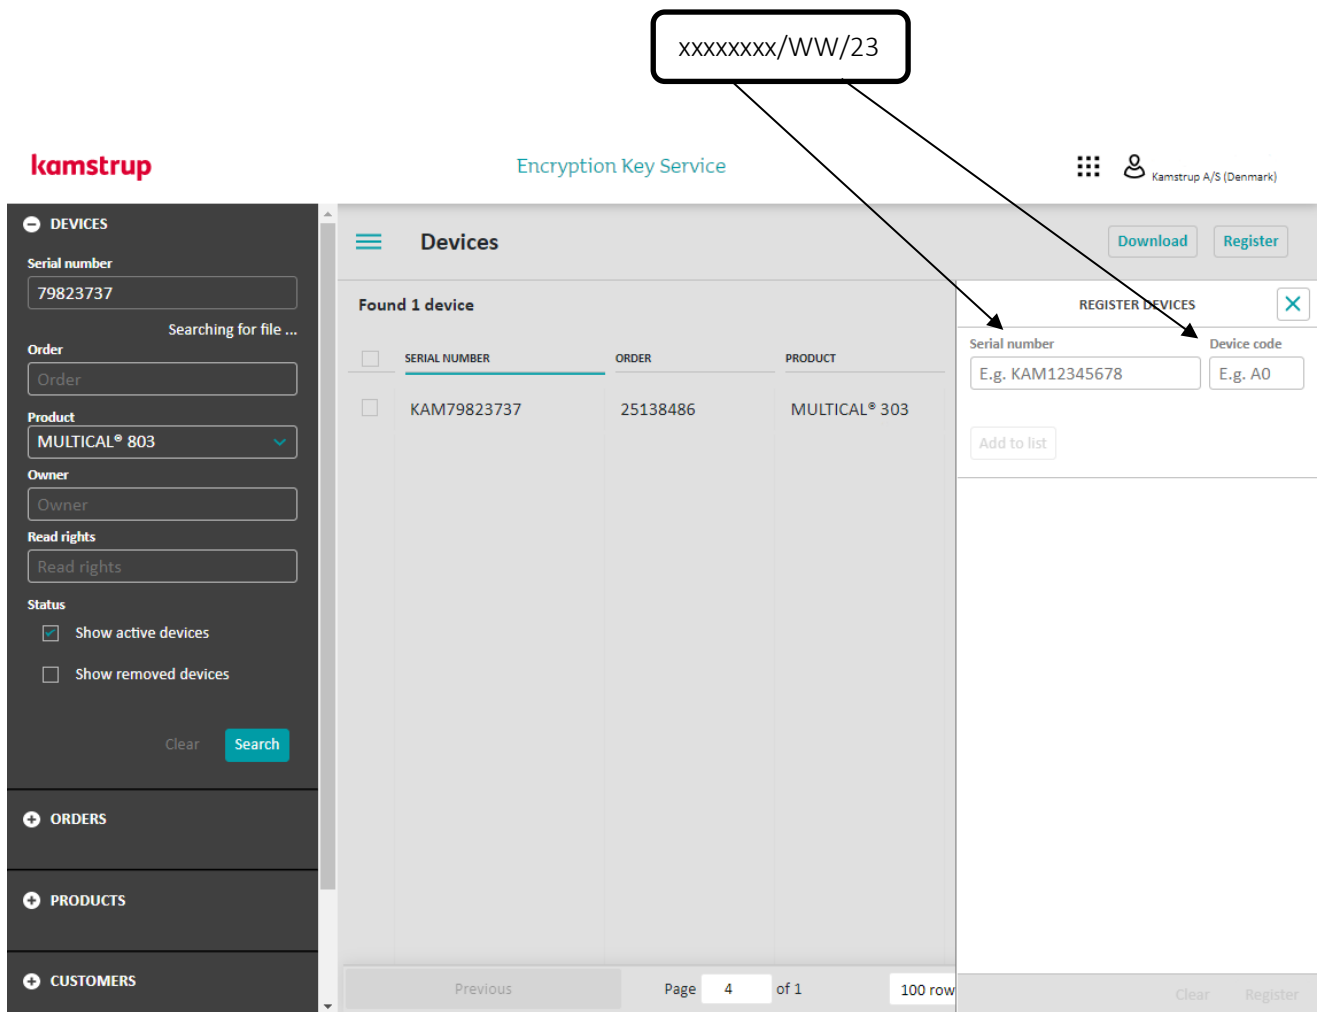 xxxxxxxx/WW/23
kamstrup
Encryption Key Service
Kamstrup A/S (Denmark)
DEVICES
Serial number
79823737
Searching for file ...
Order
Order
Product
MULTICAL® 803
Owner
Owner
Read rights
Read rights
Status
Show active devices
Show removed devices
Clear
Search
ORDERS
PRODUCTS
CUSTOMERS
Devices
Download
Register
Found 1 device
SERIAL NUMBER
ORDER
PRODUCT
KAM79823737
25138486
MULTICAL® 303
Previous
Page 4 of 1
100 row
REGISTER DEVICES
Serial number
Device code
E.g. KAM12345678
E.g. A0
Add to list
Clear
Register